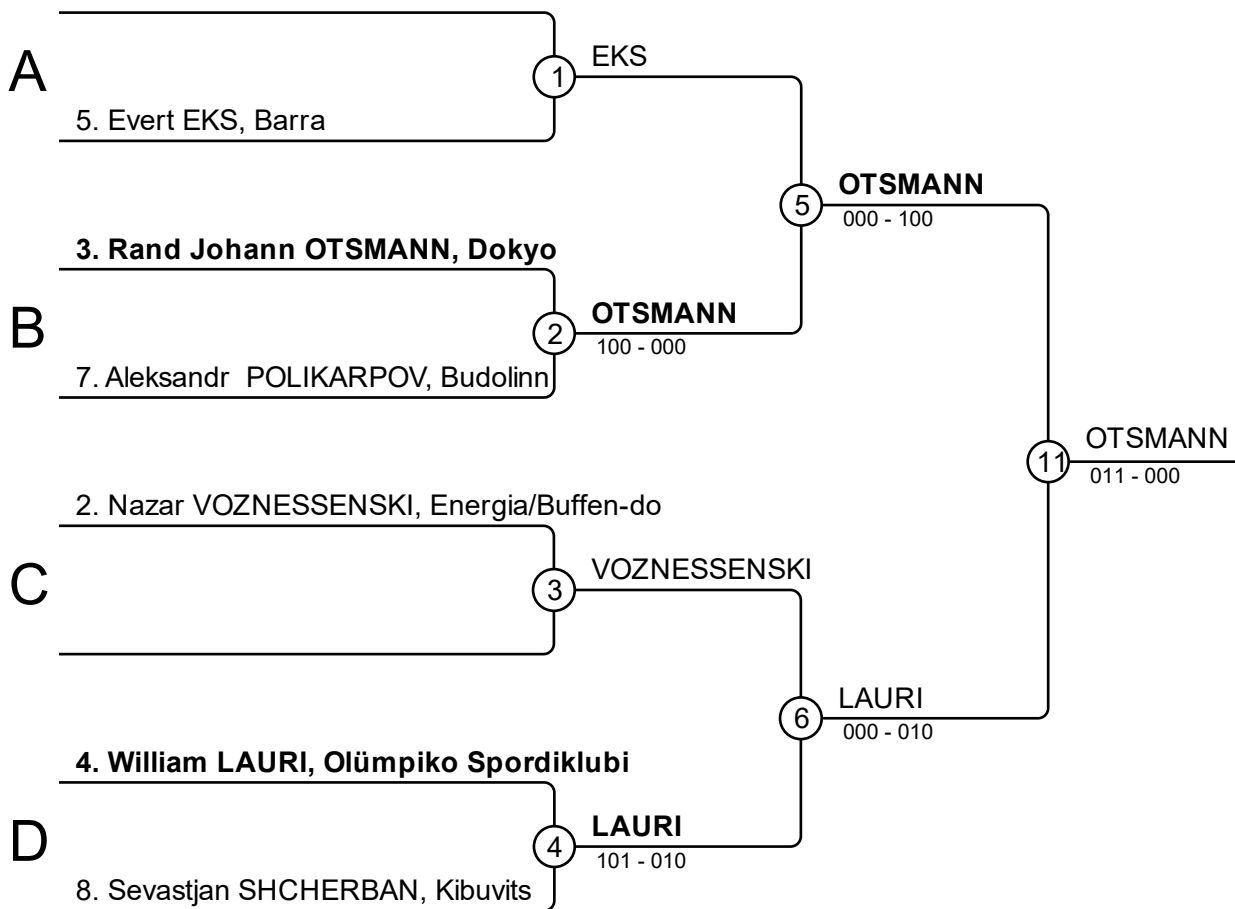 EKS
A
1
5. Evert EKS, Barra
OTSMANN
5
000 - 100
3. Rand Johann OTSMANN, Dokyo
B
OTSMANN
2
100 - 000
7. Aleksandr  POLIKARPOV, Budolinn
OTSMANN
11
011 - 000
2. Nazar VOZNESSENSKI, Energia/Buffen-do
C
VOZNESSENSKI
3
LAURI
6
000 - 010
4. William LAURI, Olümpiko Spordiklubi
D
LAURI
4
101 - 010
8. Sevastjan SHCHERBAN, Kibuvits